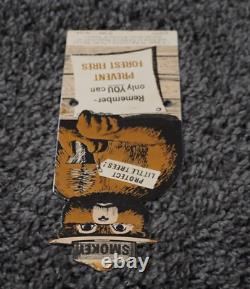 Remember-
only YOU can
PREVENT
FOREST FIRES
PROTECT
LITTLE TREES!
SMOKEY